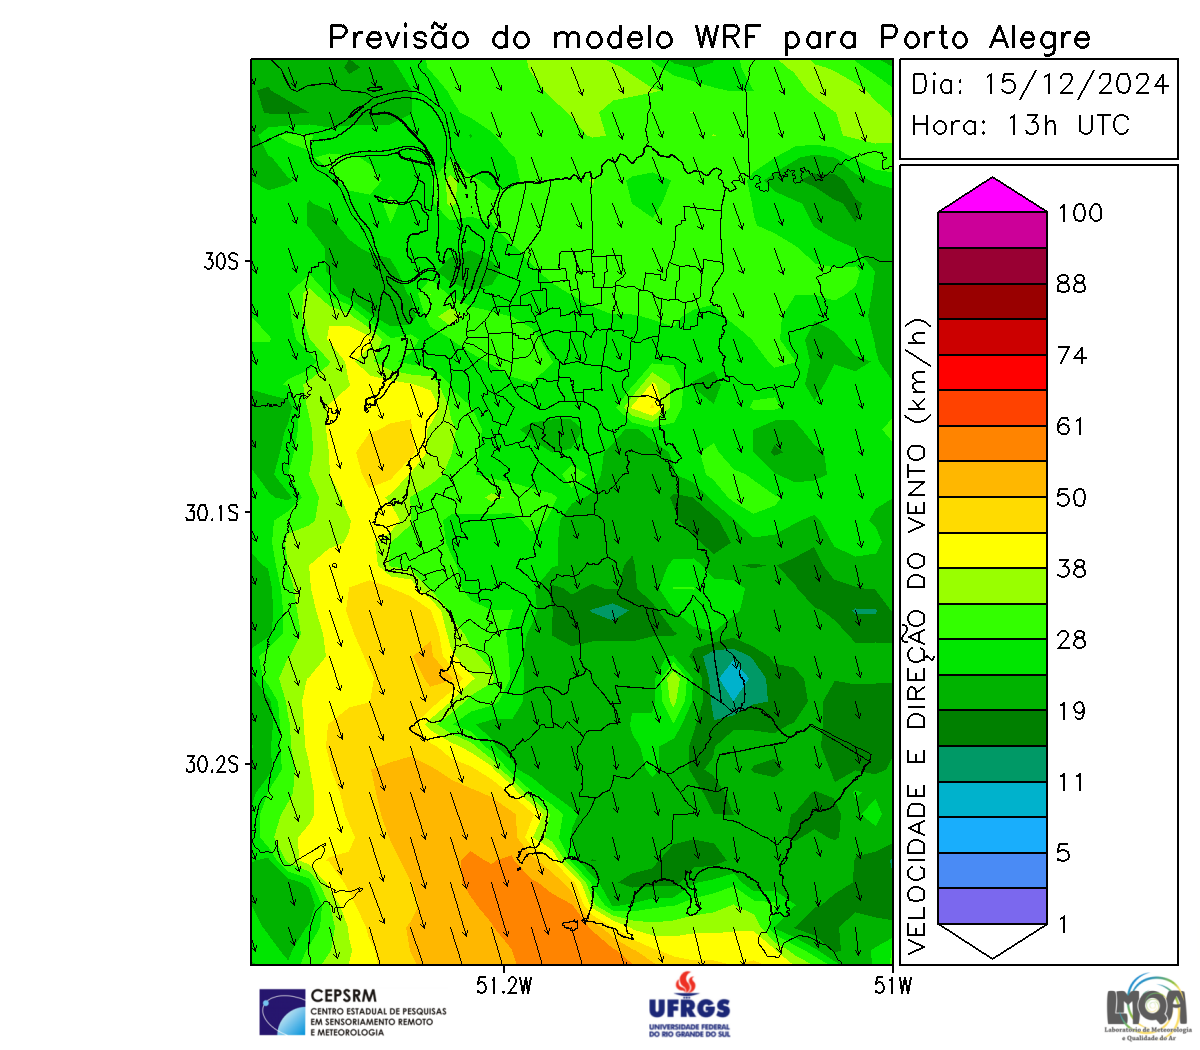 Previsão do modelo WRF para Porto Alegre
Dia: 15/12/2024
Hora: 13h UTC
100
88
74
61
50
38
28
19
11
5
1
VELOCIDADE E DIREÇÃO DO VENTO (km/h)
30S
30.1S
30.2S
51.2W
51W
CEPSRM
CENTRO ESTADUAL DE PESQUISAS
EM SENSORIAMENTO REMOTO
E METEOROLOGIA
UFRGS
UNIVERSIDADE FEDERAL
DO RIO GRANDE DO SUL
LMQA
Laboratório de Meteorologia
e Qualidade do Ar